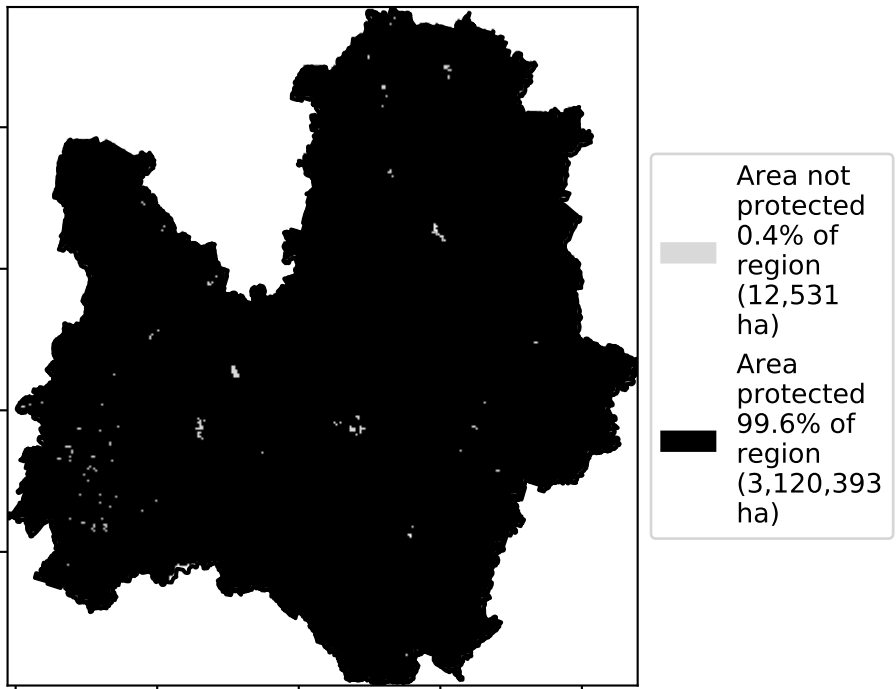 Area not
protected
0.4% of
region
(12,531
ha)
Area
protected
99.6% of
region
(3,120,393
ha)